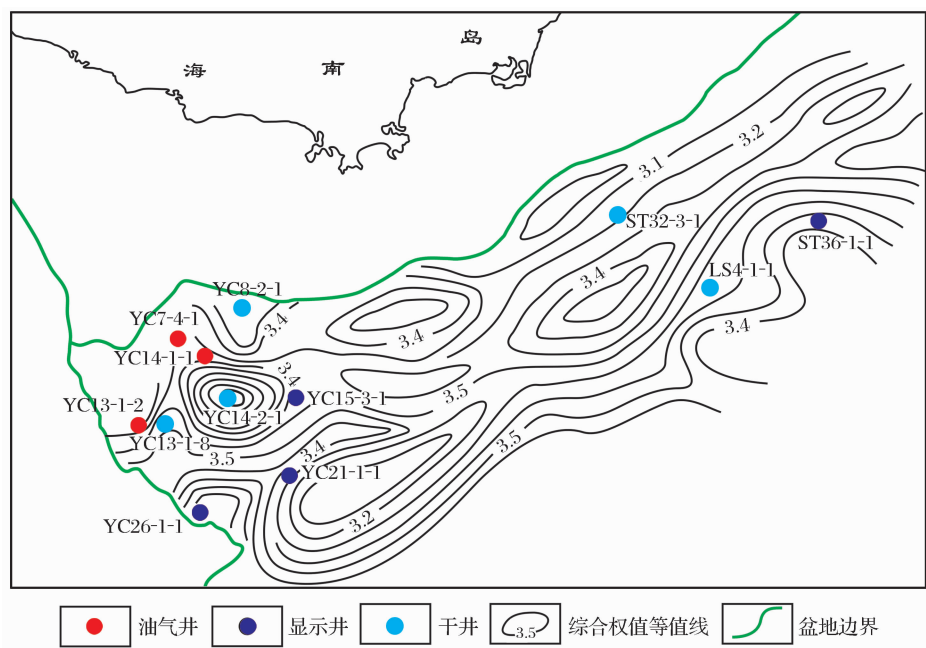 海 南 岛
3.1
3.2
ST32-3-1
ST36-1-1
LS4-1-1
3.4
YC8-2-1
3.4
YC7-4-1
3.4
3.4
YC14-1-1
3.4
YC15-3-1
3.5
YC13-1-2
YC14-2-1
YC13-1-8
3.5
3.4
3.5
YC21-1-1
3.2
YC26-1-1
油气井
显示井
干井
3.5
综合权值等值线
盆地边界